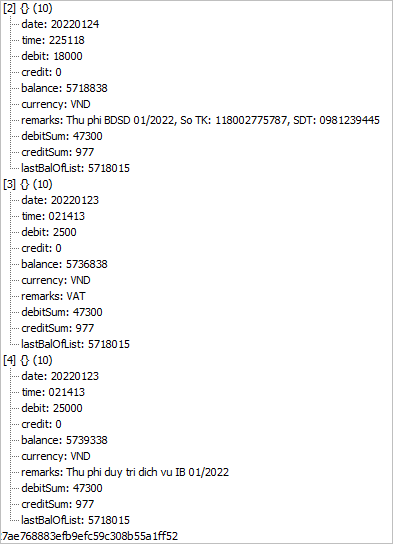 [2] {} (10)
date: 20220124
time: 225118
debit: 18000
credit: 0
balance: 5718838
currency: VND
remarks: Thu phi BDSD 01/2022, So TK: 118002775787, SDT: 0981239445
debitSum: 47300
creditSum: 977
lastBalOfList: 5718015
[3] {} (10)
date: 20220123
time: 021413
debit: 2500
credit: 0
balance: 5736838
currency: VND
remarks: VAT
debitSum: 47300
creditSum: 977
lastBalOfList: 5718015
[4] {} (10)
date: 20220123
time: 021413
debit: 25000
credit: 0
balance: 5739338
currency: VND
remarks: Thu phi duy tri dich vu IB 01/2022
debitSum: 47300
creditSum: 977
lastBalOfList: 5718015
7ae768883efb9efc59c308b55a1ff52